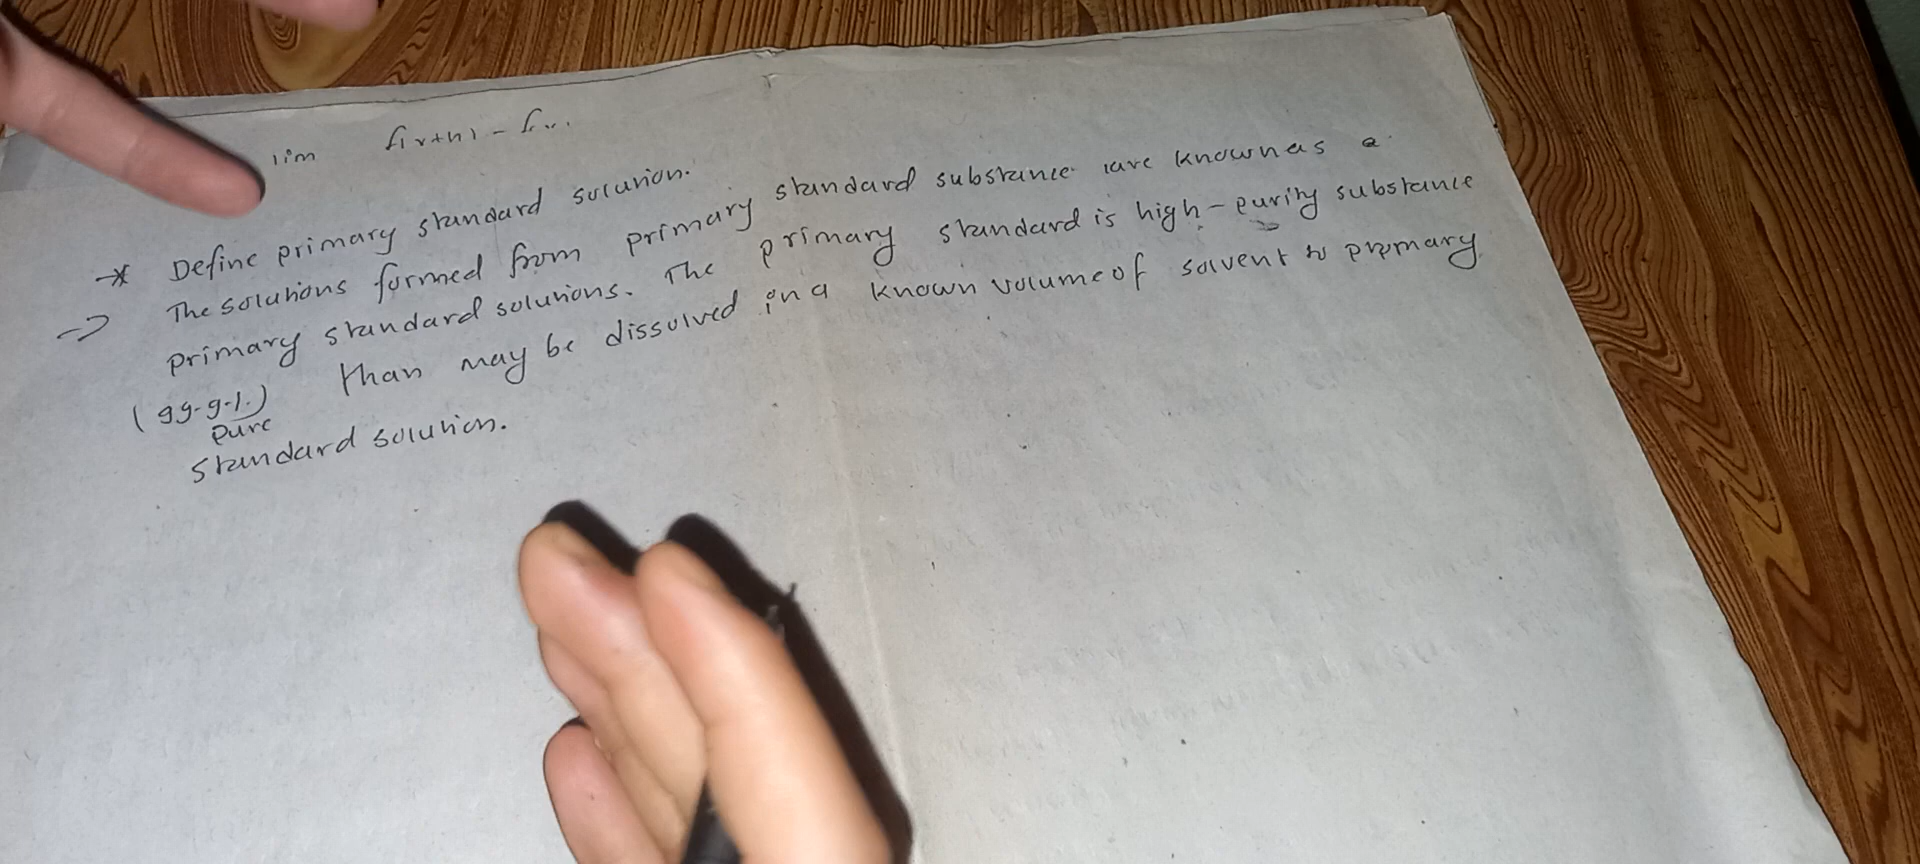 lim f(x+h) - f(x)
* Define primary standard solution.
=> The solutions formed from primary standard substance are known as a
primary standard solutions. The primary standard is high-purity substance
(99.9%) than may be dissolved in a known volume of solvent to primary
pure
standard solution.